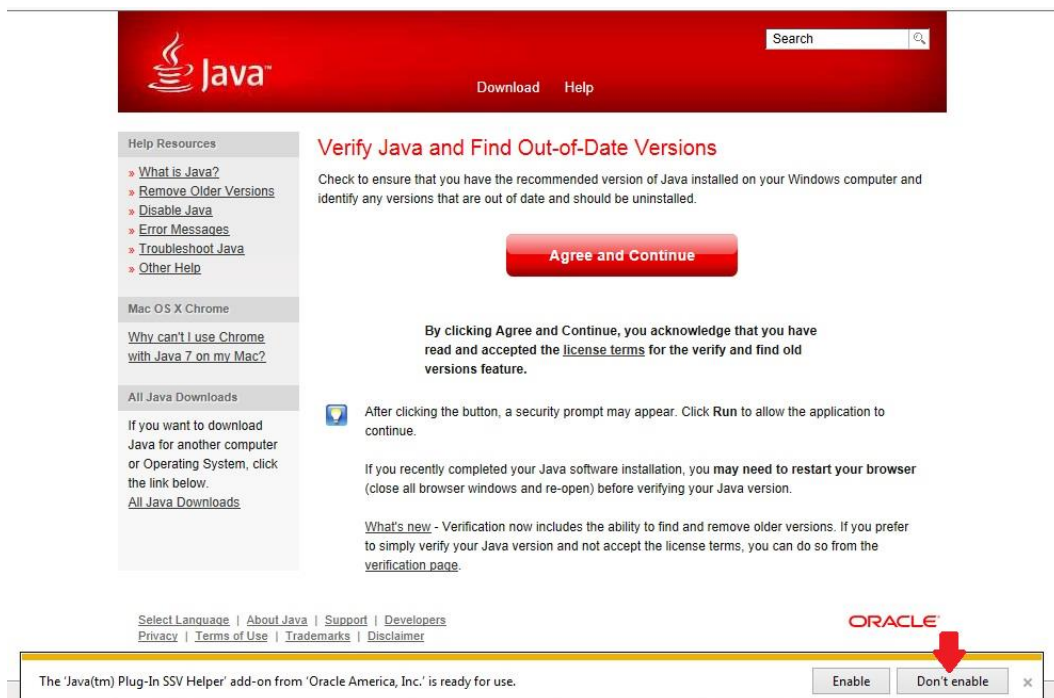 Java™
Search
Download Help
Help Resources
» What is Java?
» Remove Older Versions
» Disable Java
» Error Messages
» Troubleshoot Java
» Other Help
Mac OS X Chrome
Why can't I use Chrome
with Java 7 on my Mac?
All Java Downloads
If you want to download
Java for another computer
or Operating System, click
the link below.
All Java Downloads
Verify Java and Find Out-of-Date Versions
Check to ensure that you have the recommended version of Java installed on your Windows computer and
identify any versions that are out of date and should be uninstalled.
Agree and Continue
By clicking Agree and Continue, you acknowledge that you have
read and accepted the license terms for the verify and find old
versions feature.
After clicking the button, a security prompt may appear. Click Run to allow the application to
continue.
If you recently completed your Java software installation, you may need to restart your browser
(close all browser windows and re-open) before verifying your Java version.
What's new - Verification now includes the ability to find and remove older versions. If you prefer
to simply verify your Java version and not accept the license terms, you can do so from the
verification page.
Select Language | About Java | Support | Developers
Privacy | Terms of Use | Trademarks | Disclaimer
ORACLE
The 'Java(tm) Plug-In SSV Helper' add-on from 'Oracle America, Inc.' is ready for use.
Enable Don't enable ×